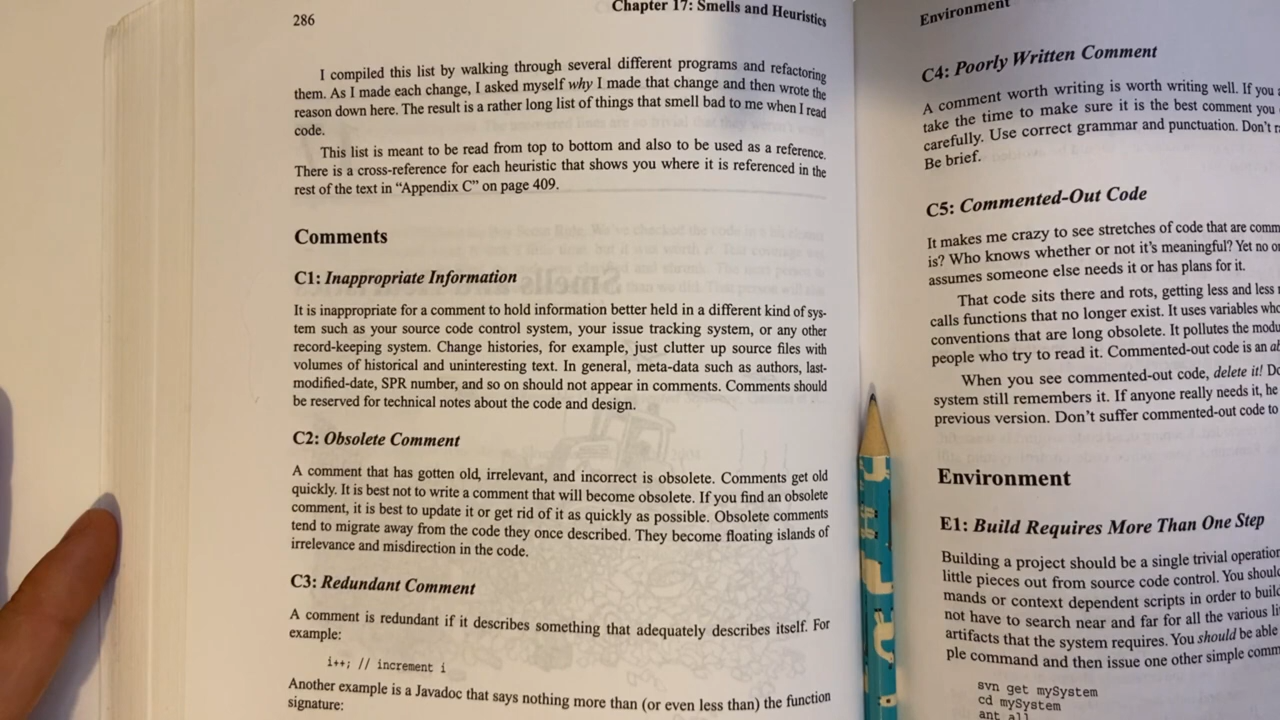 286
Chapter 17: Smells and Heuristics
I compiled this list by walking through several different programs and refactoring
them. As I made each change, I asked myself why I made that change and then wrote the
reason down here. The result is a rather long list of things that smell bad to me when I read
code.
This list is meant to be read from top to bottom and also to be used as a reference.
There is a cross-reference for each heuristic that shows you where it is referenced in the
rest of the text in “Appendix C” on page 409.
Comments
C1: Inappropriate Information
It is inappropriate for a comment to hold information better held in a different kind of sys-
tem such as your source code control system, your issue tracking system, or any other
record-keeping system. Change histories, for example, just clutter up source files with
volumes of historical and uninteresting text. In general, meta-data such as authors, last-
modified-date, SPR number, and so on should not appear in comments. Comments should
be reserved for technical notes about the code and design.
C2: Obsolete Comment
A comment that has gotten old, irrelevant, and incorrect is obsolete. Comments get old
quickly. It is best not to write a comment that will become obsolete. If you find an obsolete
comment, it is best to update it or get rid of it as quickly as possible. Obsolete comments
tend to migrate away from the code they once described. They become floating islands of
irrelevance and misdirection in the code.
C3: Redundant Comment
A comment is redundant if it describes something that adequately describes itself. For
example:
i++; // increment i
Another example is a Javadoc that says nothing more than (or even less than) the function
signature:
Environment
C4: Poorly Written Comment
A comment worth writing is worth writing well. If you
take the time to make sure it is the best comment you
carefully. Use correct grammar and punctuation. Don’t
Be brief.
C5: Commented-Out Code
It makes me crazy to see stretches of code that are
is? Who knows whether or not it’s meaningful? Yet no
assumes someone else needs it or has plans for it.
That code sits there and rots, getting less and less
calls functions that no longer exist. It uses variables
conventions that are long obsolete. It pollutes the
people who try to read it. Commented-out code is an
When you see commented-out code, delete it!
system still remembers it. If anyone really needs it, he
previous version. Don’t suffer commented-out code to
Environment
E1: Build Requires More Than One Step
Building a project should be a single trivial
little pieces out from source code control. You
mands or context dependent scripts in order to
not have to search near and far for all the various
artifacts that the system requires. You should be able
ple command and then issue one other simple
svn get mySystem
cd mySystem
ant all